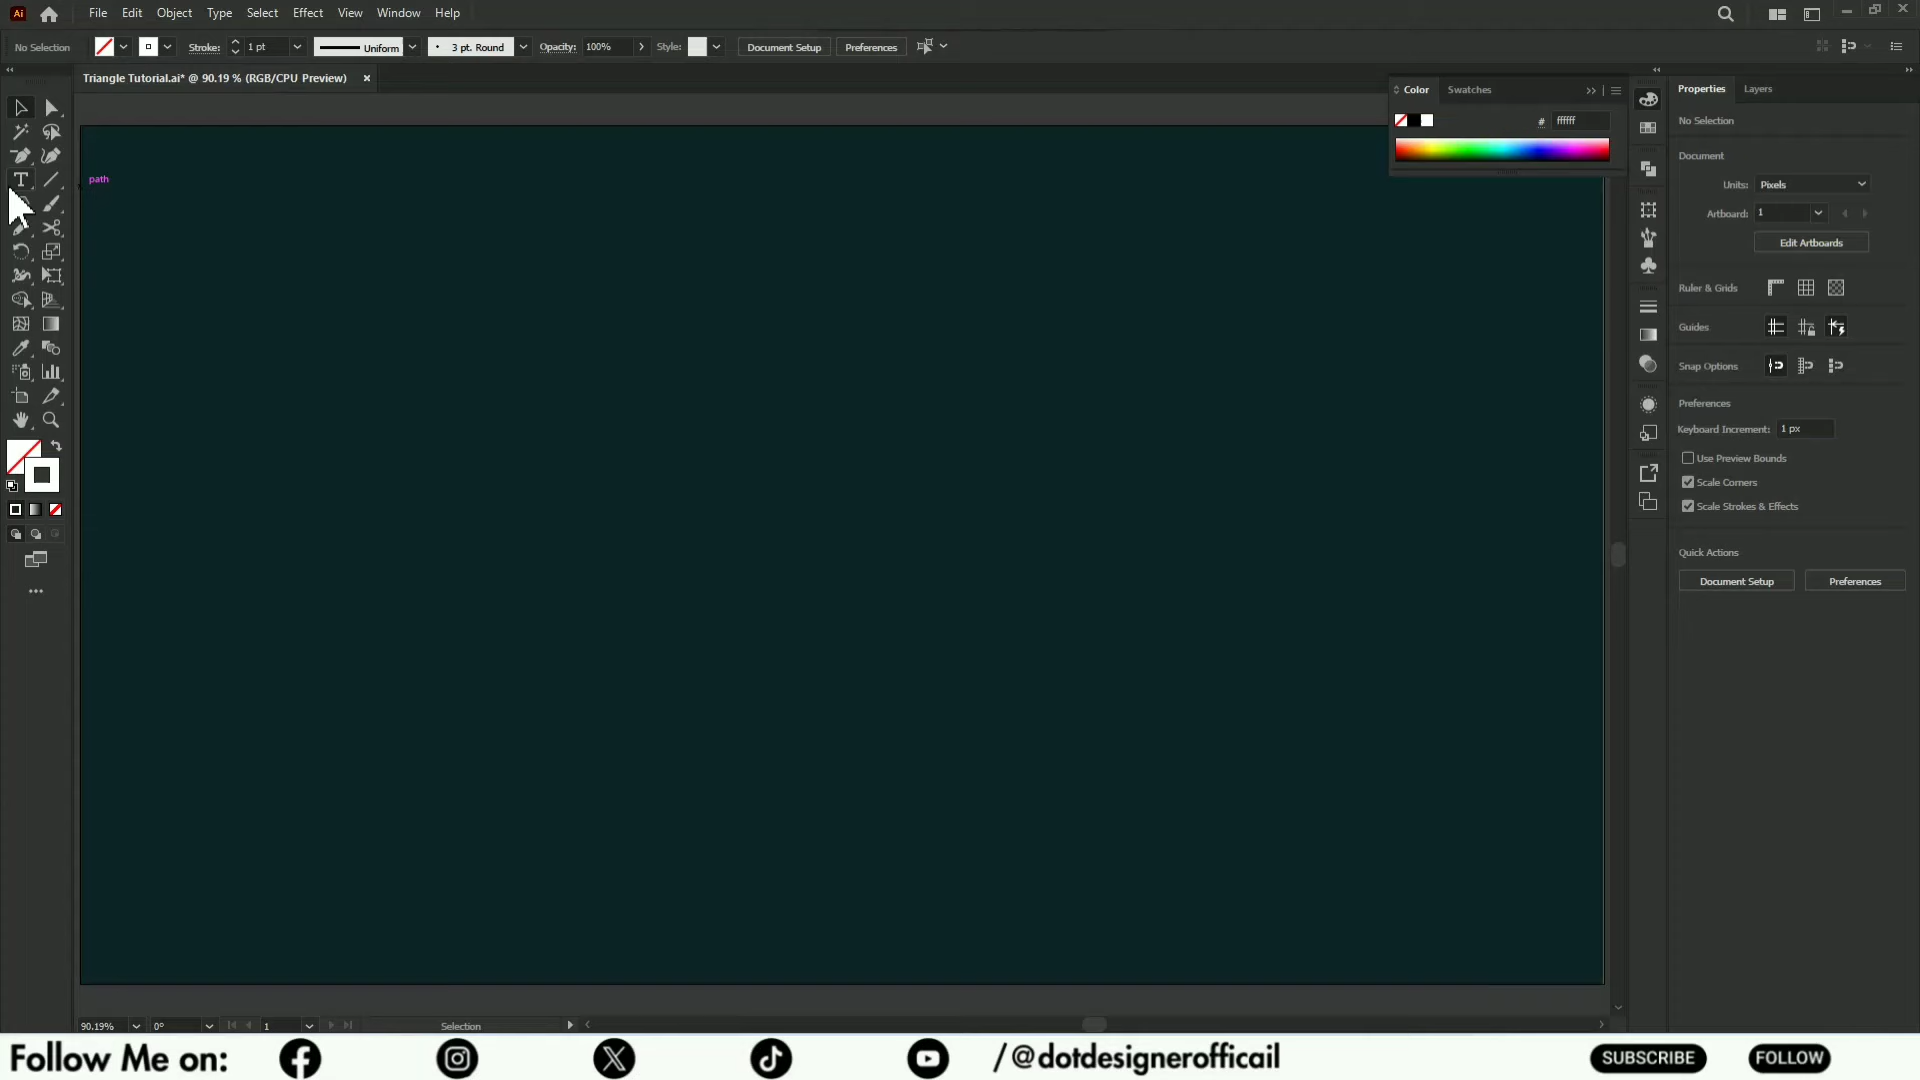 Ai File Edit Object Type Select Effect View Window Help
No Selection Stroke: 1 pt Uniform 3 pt. Round Opacity: 100% Style: Document Setup Preferences
Triangle Tutorial.ai* @ 90.19 % (RGB/CPU Preview) ×
Color Swatches
# ffffff
path
T
Properties Layers
No Selection
Document
Units: Pixels
Artboard: 1
Edit Artboards
Ruler & Grids
Guides
Snap Options
Preferences
Keyboard Increment: 1 px
Use Preview Bounds
Scale Corners
Scale Strokes & Effects
Quick Actions
Document Setup Preferences
90.19% 0° 1 Selection
Follow Me on: /@dotdesignerofficail SUBSCRIBE FOLLOW